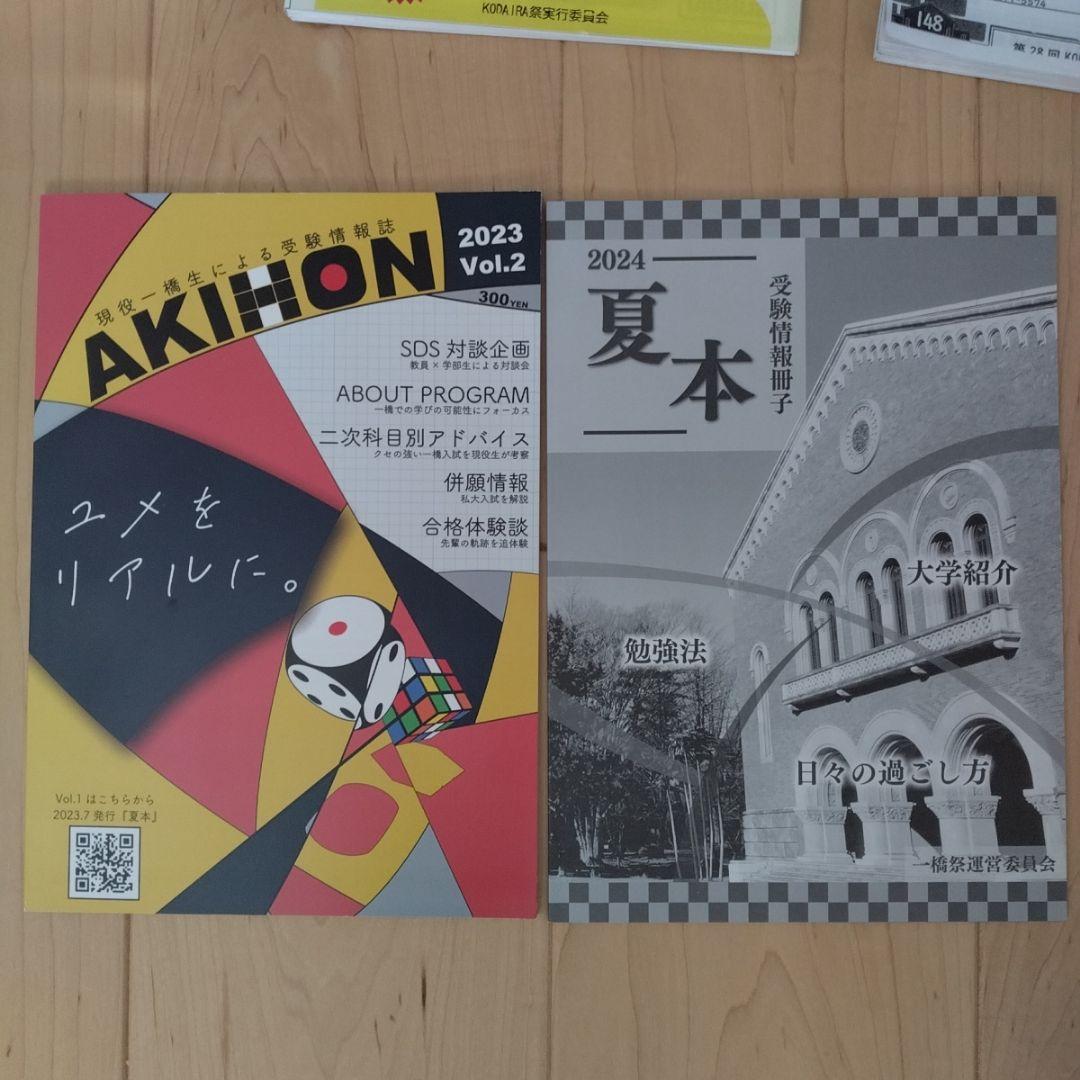 KODAIRA祭実行委員会
148
第28回
現役一橋生による受験情報誌
AKIHON
2023
Vol.2
300YEN
SDS 対談企画
教員×学部生による対談会
ABOUT PROGRAM
一橋での学びの可能性にフォーカス
二次科目別アドバイス
クセの強い一橋入試を現役生が考察
併願情報
私大入試を解説
合格体験談
先輩の軌跡を追体験
ユメを
リアルに。
Vol.1 はこちらから
2023.7 発行「夏本」
2024
夏本
受験情報冊子
大学紹介
勉強法
日々の過ごし方
一橋祭運営委員会